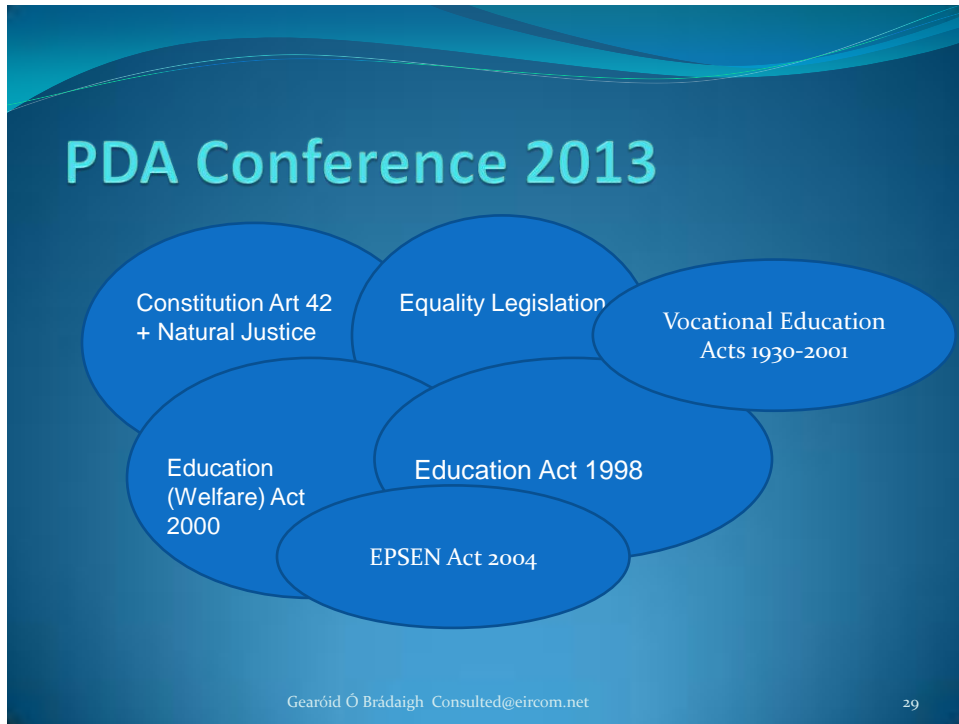 PDA Conference 2013
Constitution Art 42
+ Natural Justice
Equality Legislation
Vocational Education
Acts 1930-2001
Education
(Welfare) Act
2000
Education Act 1998
EPSEN Act 2004
Gearóid Ó Brádaigh Consulted@eircom.net
29